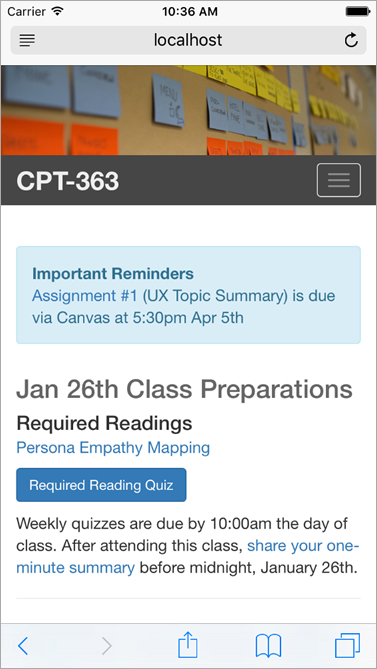 Carrier 10:36 AM
localhost
CPT-363
Important Reminders
Assignment #1 (UX Topic Summary) is due
via Canvas at 5:30pm Apr 5th
Jan 26th Class Preparations
Required Readings
Persona Empathy Mapping
Required Reading Quiz
Weekly quizzes are due by 10:00am the day of
class. After attending this class, share your one-
minute summary before midnight, January 26th.